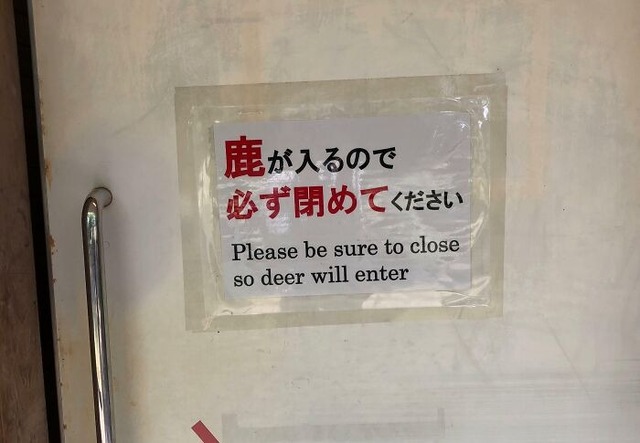 鹿が入るので
必ず閉めてください
Please be sure to close
so deer will enter